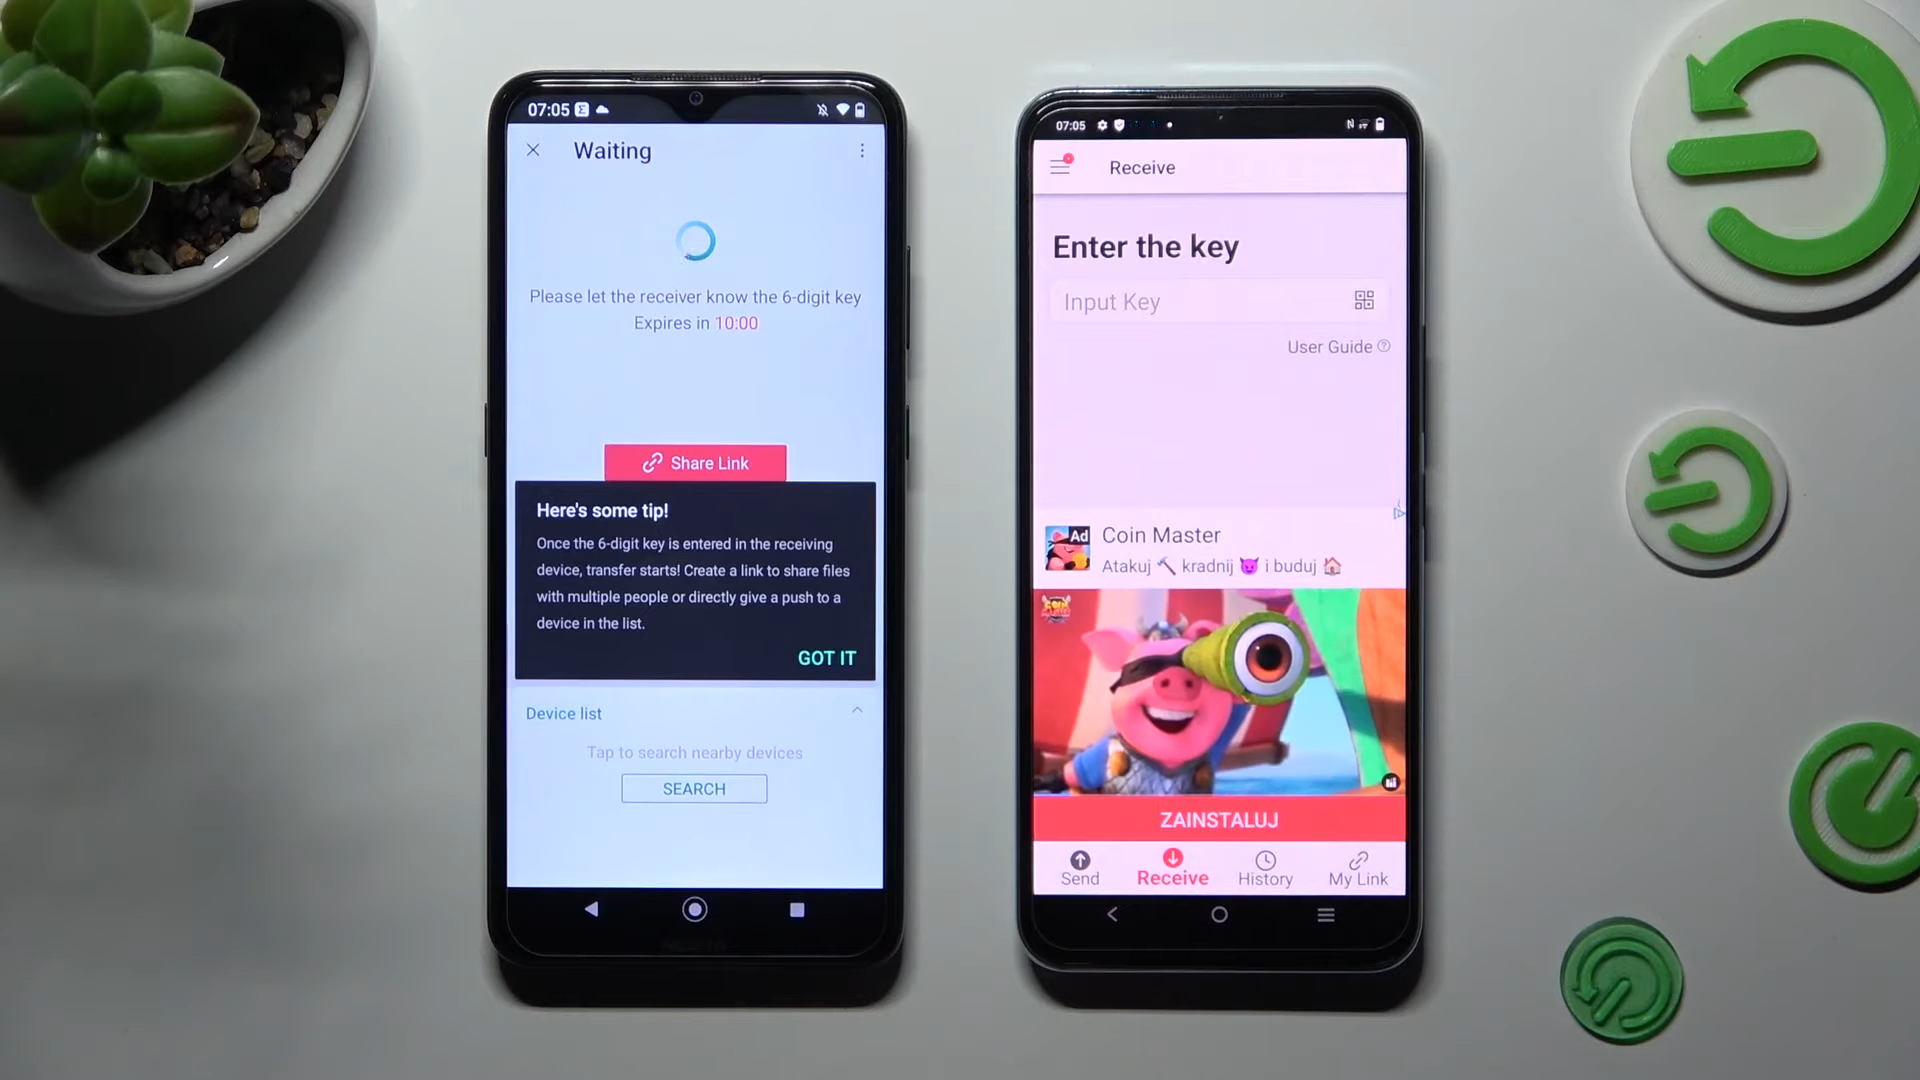 07:05
Waiting
Please let the receiver know the 6-digit key
Expires in 10:00
Share Link
Here's some tip!
Once the 6-digit key is entered in the receiving
device, transfer starts! Create a link to share files
with multiple people or directly give a push to a
device in the list.
GOT IT
Device list
Tap to search nearby devices
SEARCH
07:05
Receive
Enter the key
Input Key
User Guide
Ad
Coin Master
Atakuj 🔨 kradnij 😈 i buduj 🏠
ZAINSTALUJ
Send
Receive
History
My Link